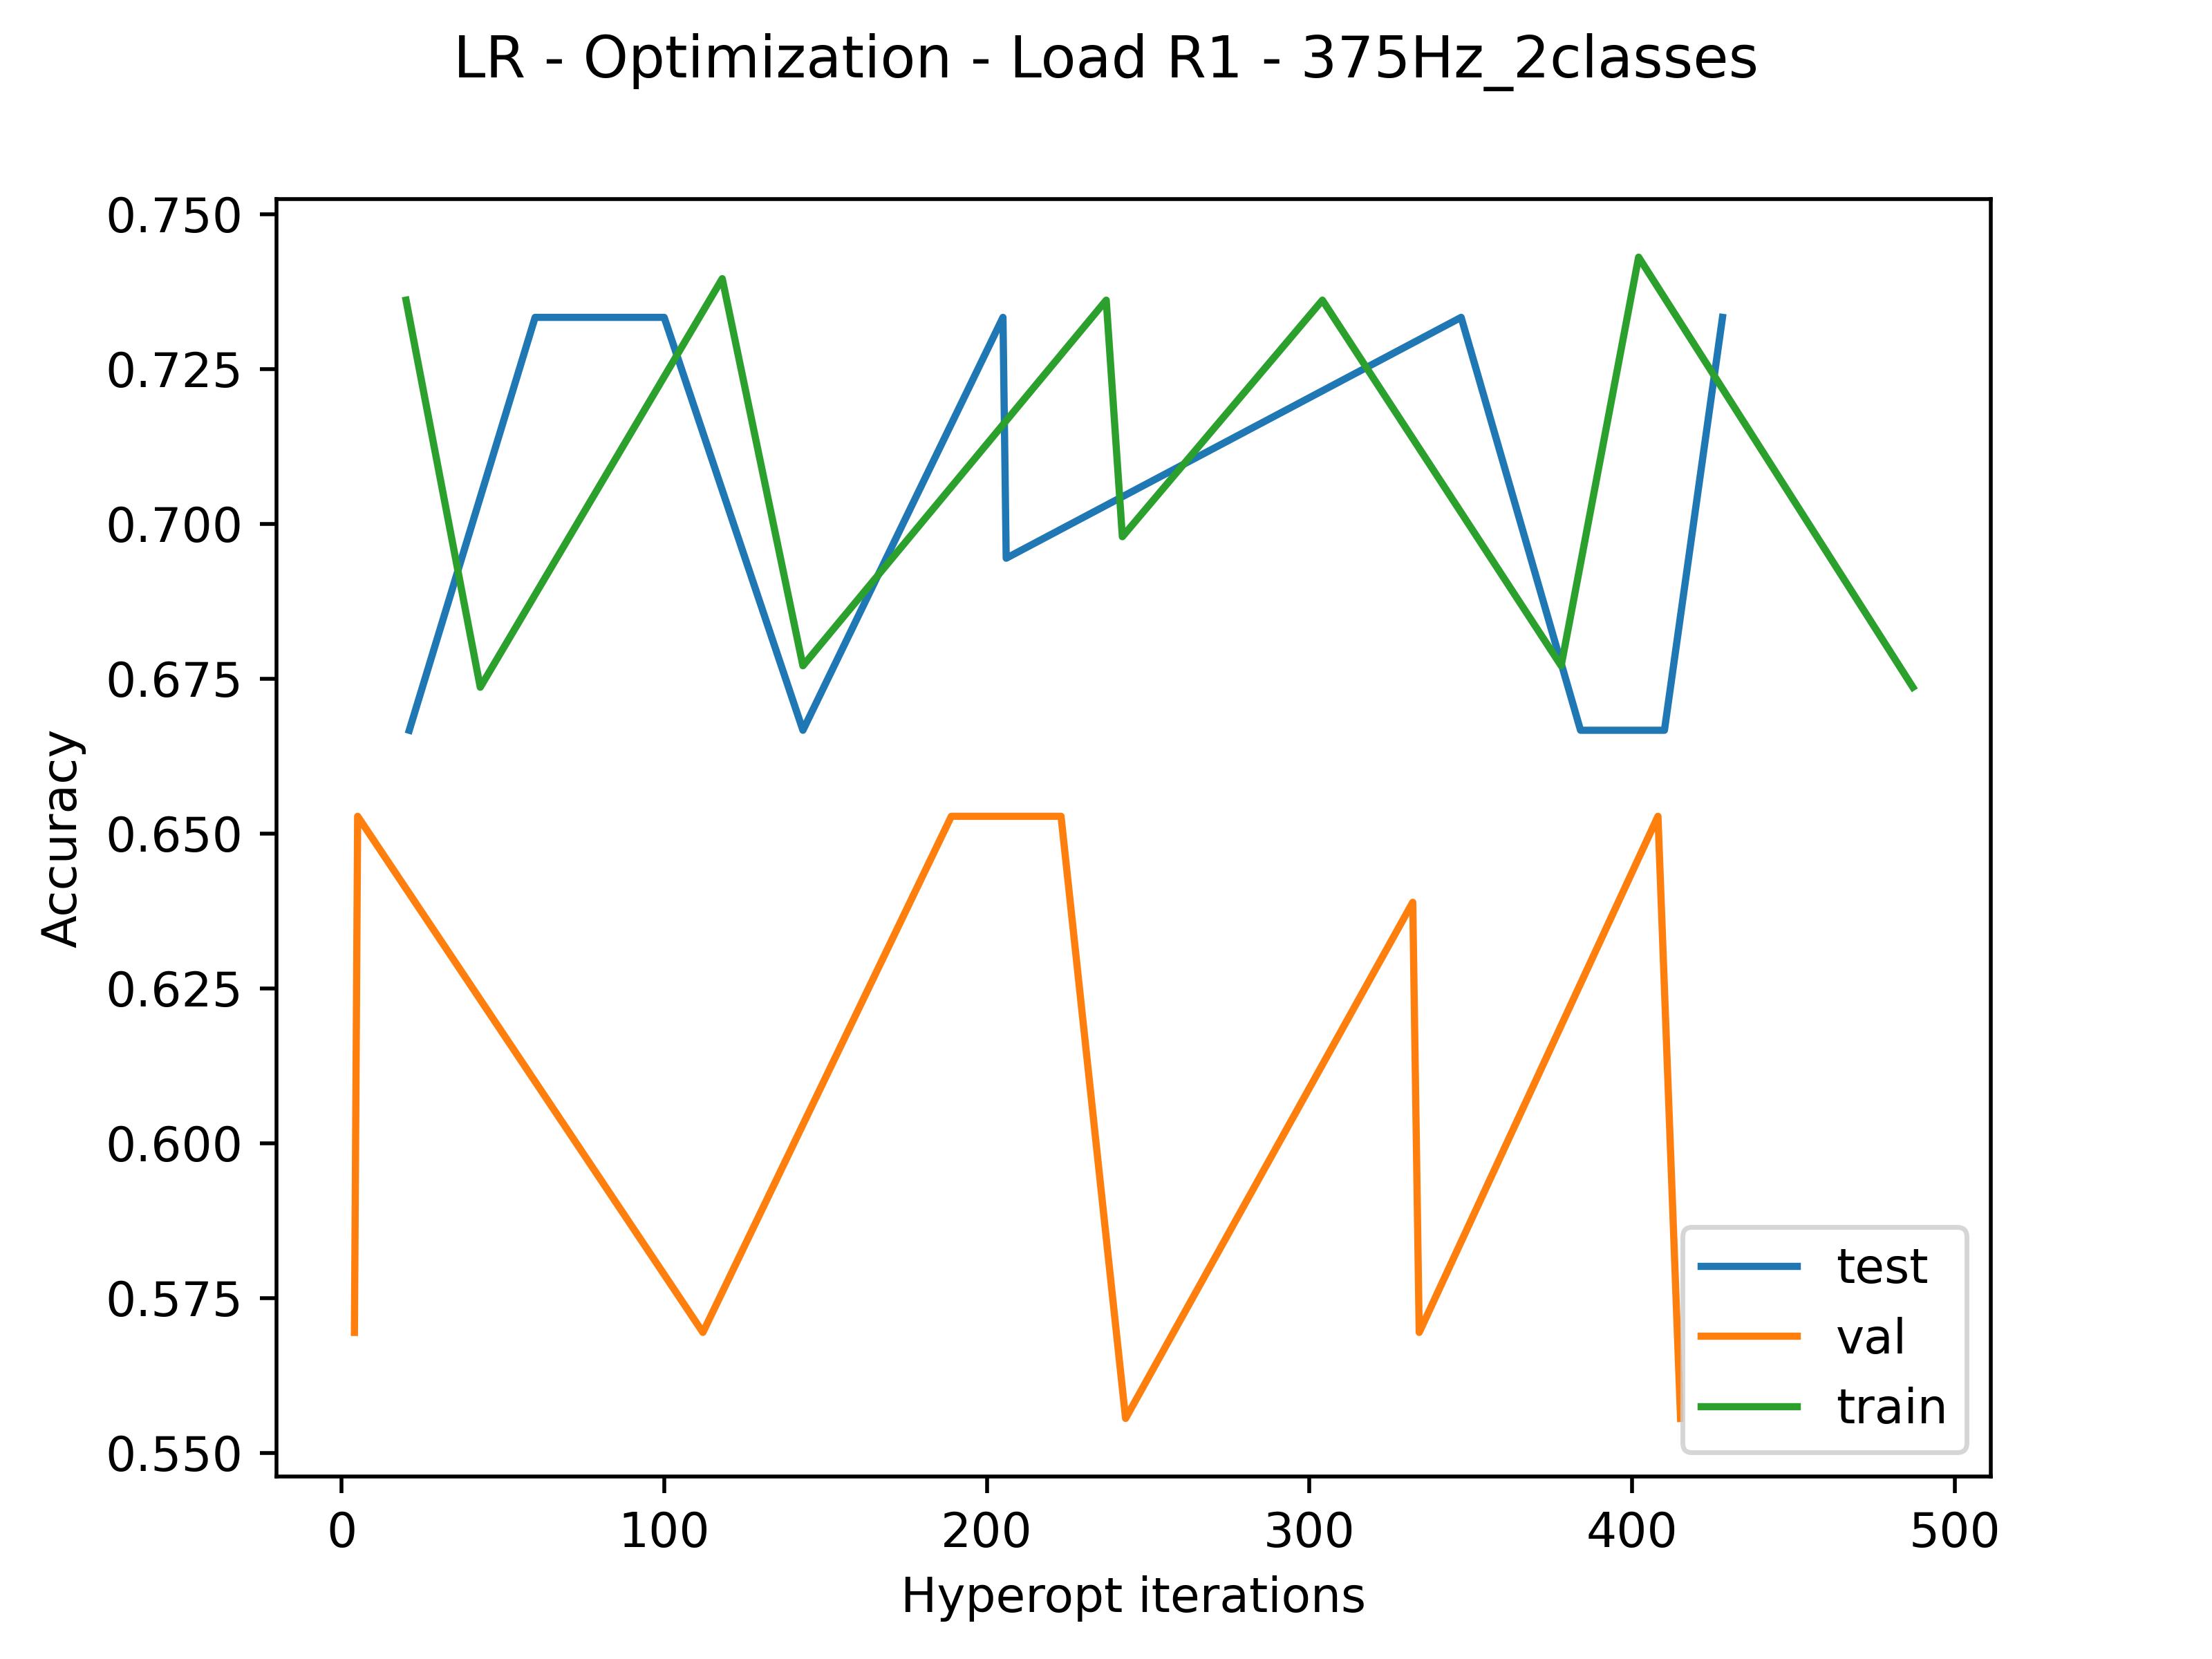 LR - Optimization - Load R1 - 375Hz_2classes
0.750
0.725
0.700
0.675
0.650
0.625
0.600
0.575
0.550
Accuracy
test
val
train
0 100 200 300 400 500
Hyperopt iterations